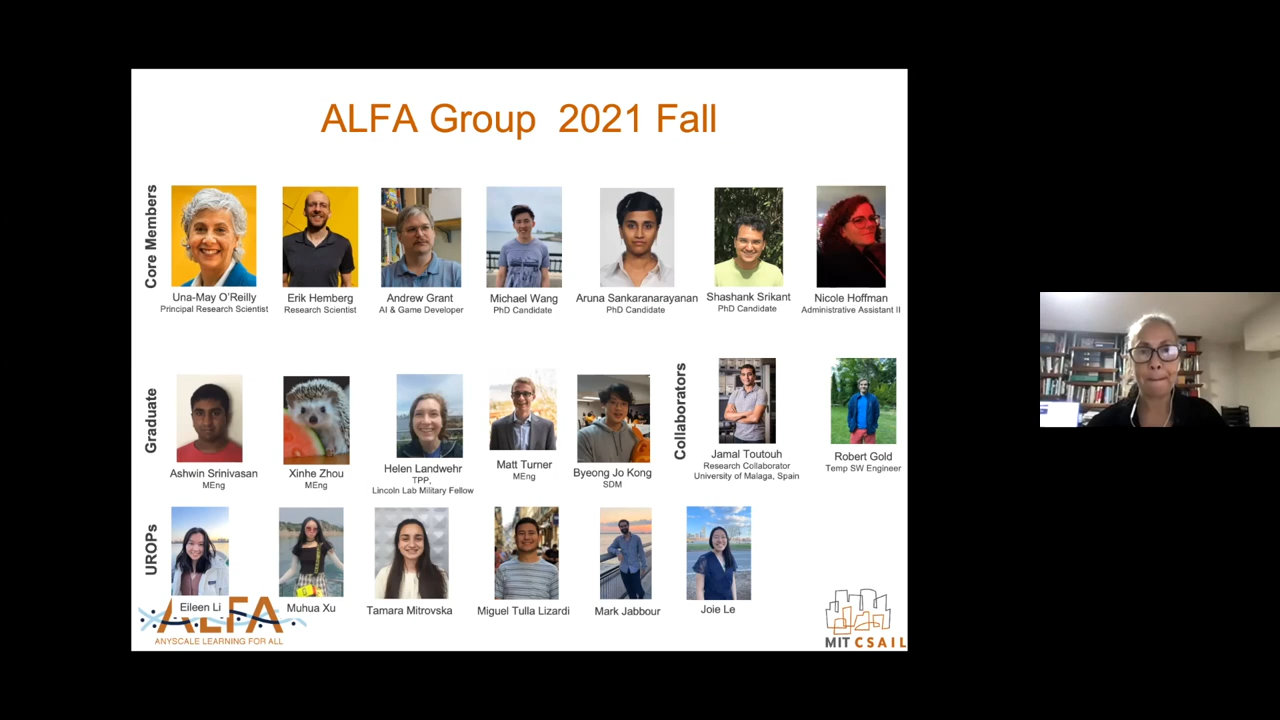 ALFA Group 2021 Fall
Core Members
Una-May O'Reilly
Principal Research Scientist
Erik Hemberg
Research Scientist
Andrew Grant
AI & Game Developer
Michael Wang
PhD Candidate
Aruna Sankaranarayanan
PhD Candidate
Shashank Srikant
PhD Candidate
Nicole Hoffman
Administrative Assistant II
Graduate
Ashwin Srinivasan
MEng
Xinhe Zhou
MEng
Helen Landwehr
TPP,
Lincoln Lab Military Fellow
Matt Turner
MEng
Byeong Jo Kong
SDM
Collaborators
Jamal Toutouh
Research Collaborator
University of Malaga, Spain
Robert Gold
Temp SW Engineer
UROPs
Eileen Li
Muhua Xu
Tamara Mitrovska
Miguel Tulla Lizardi
Mark Jabbour
Joie Le
ALFA
ANYSCALE LEARNING FOR ALL
MIT CSAIL